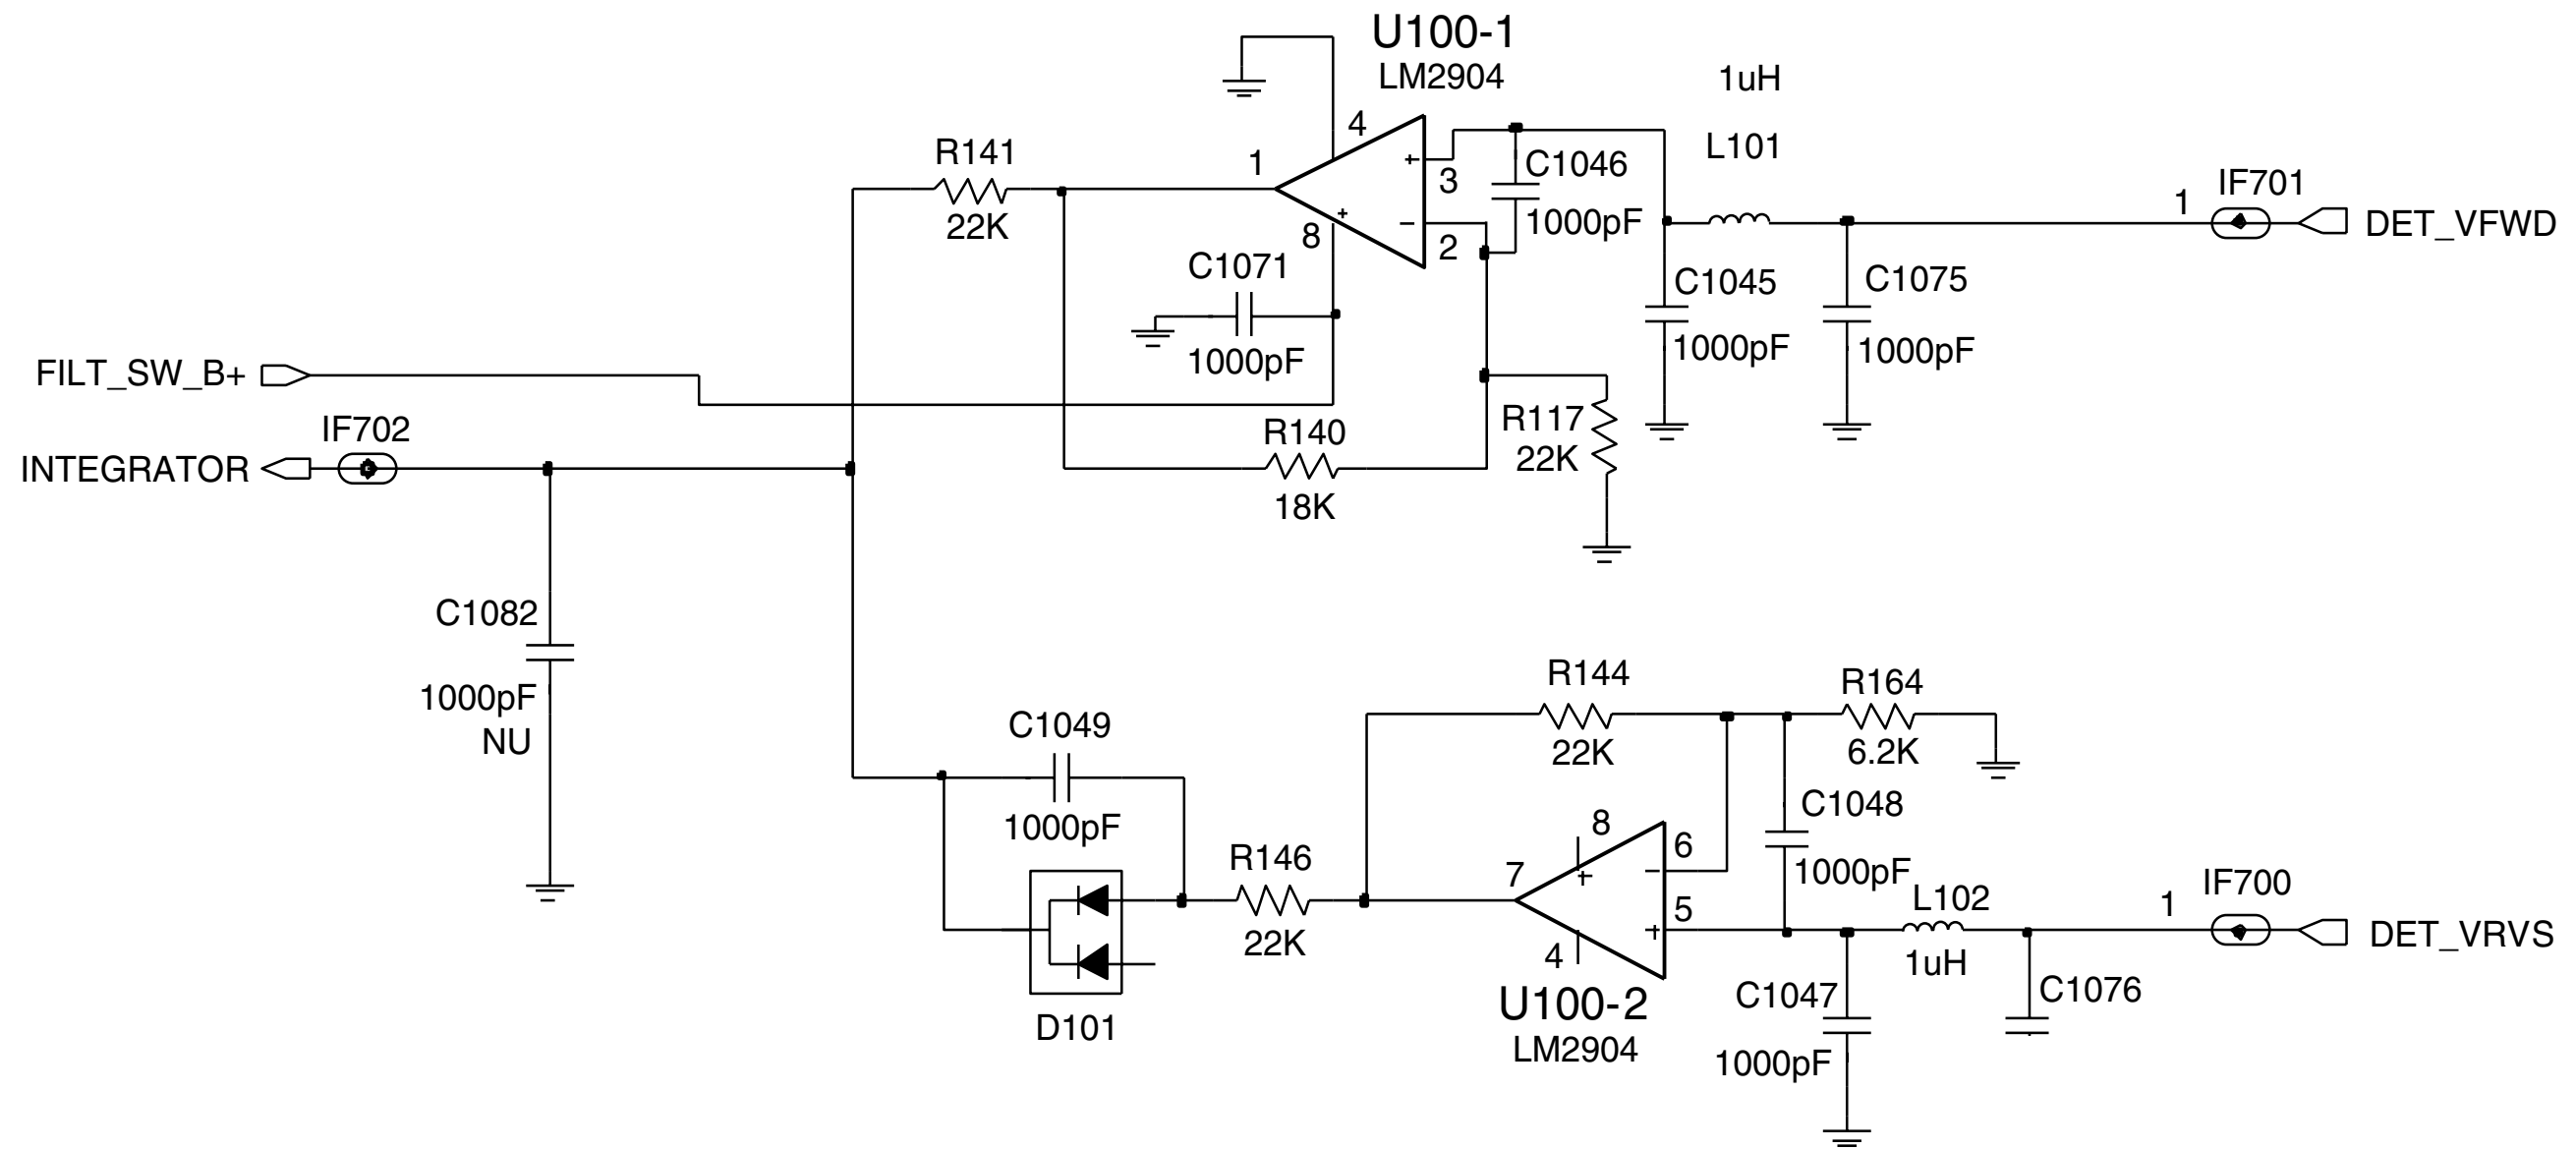 U100-1
LM2904
1uH
L101
4
R141
22K
1
+
3
C1046
1000pF
−
2
+
8
1
IF701
DET_VFWD
C1071
1000pF
C1045
1000pF
C1075
1000pF
FILT_SW_B+
IF702
INTEGRATOR
R140
18K
R117
22K
C1082
1000pF
NU
C1049
1000pF
R144
22K
R164
6.2K
C1048
1000pF
R146
22K
7
8
+
−
6
+
5
4
L102
1uH
1
IF700
DET_VRVS
D101
U100-2
LM2904
C1047
1000pF
C1076